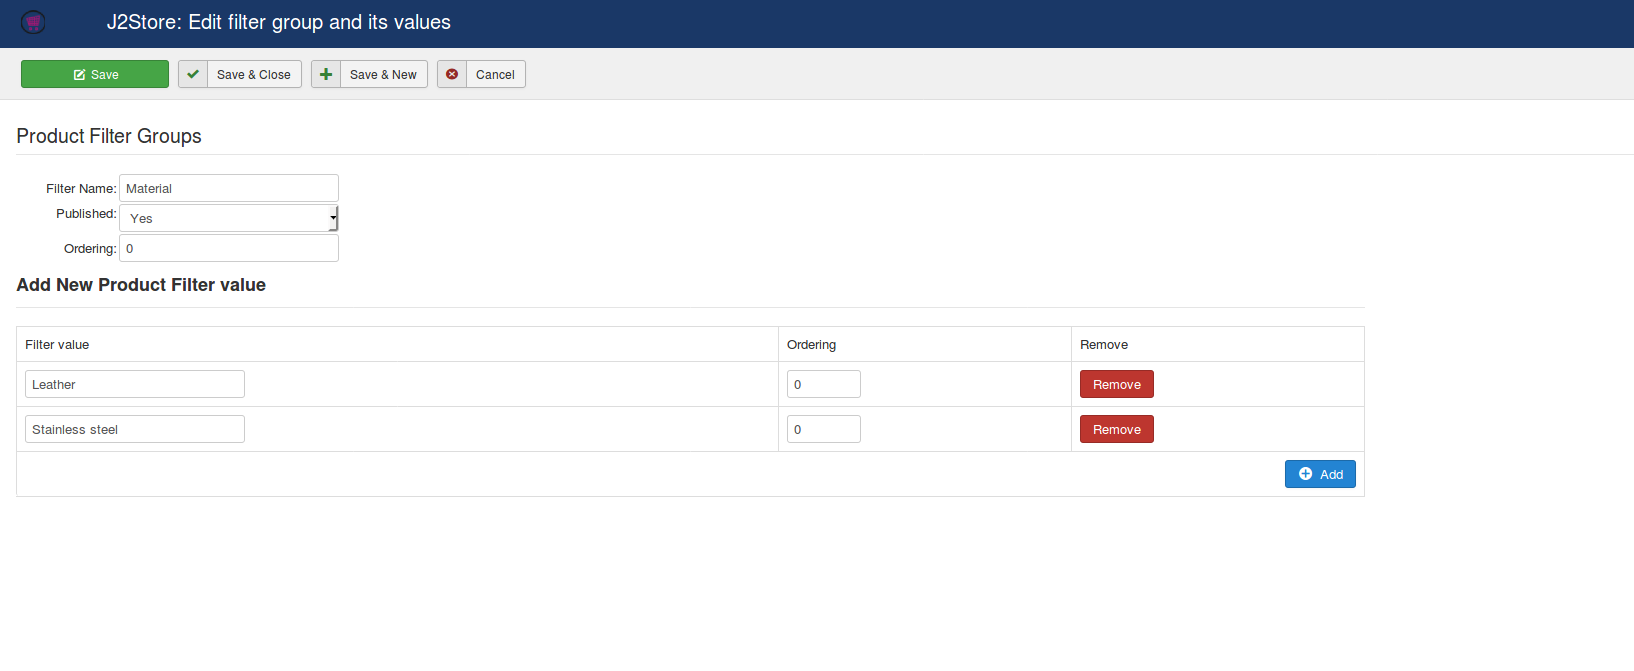 J2Store: Edit filter group and its values
Save
Save & Close
Save & New
Cancel
Product Filter Groups
Filter Name: Material
Published: Yes
Ordering: 0
Add New Product Filter value
Filter value Ordering Remove
Leather 0 Remove
Stainless steel 0 Remove
Add